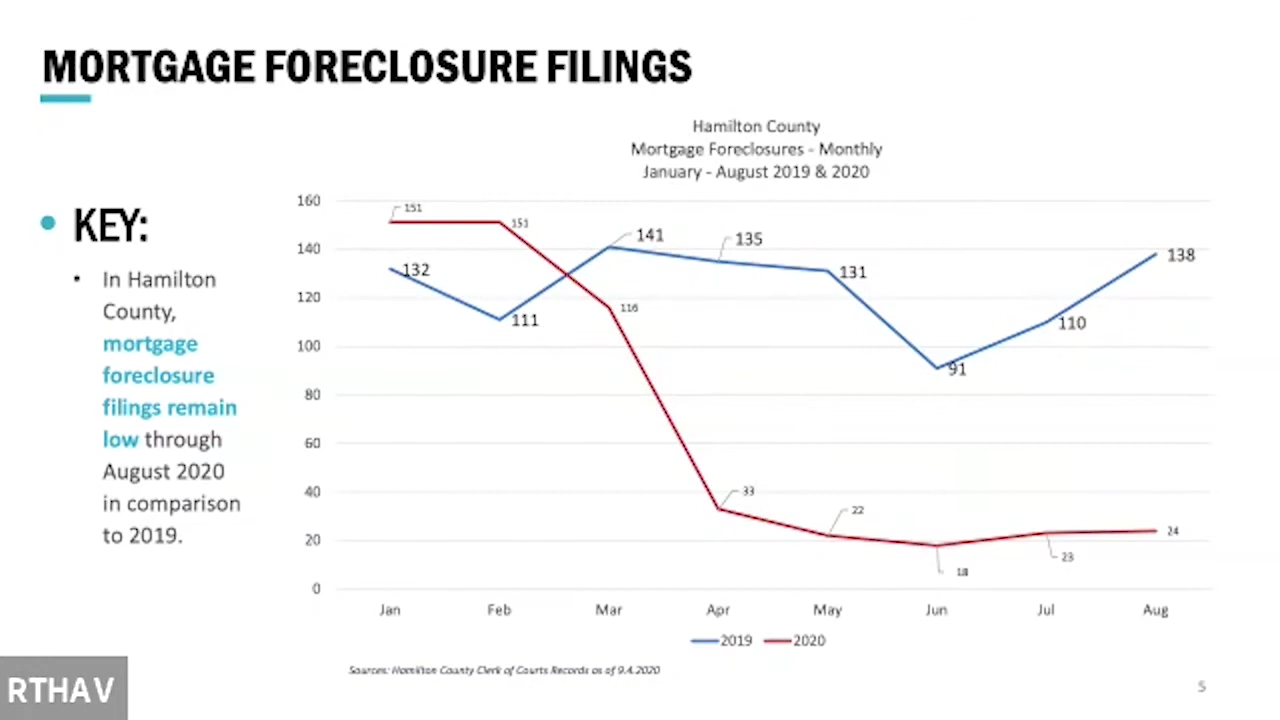 MORTGAGE FORECLOSURE FILINGS
Hamilton County
Mortgage Foreclosures - Monthly
January - August 2019 & 2020
• KEY:
• In Hamilton
County,
mortgage
foreclosure
filings remain
low through
August 2020
in comparison
to 2019.
160
140
120
100
80
60
40
20
0
151
151
116
33
22
18
23
24
132
111
141
135
131
91
110
138
Jan Feb Mar Apr May Jun Jul Aug
2019 2020
Sources: Hamilton County Clerk of Courts Records as of 9.4.2020
5
RTHAV